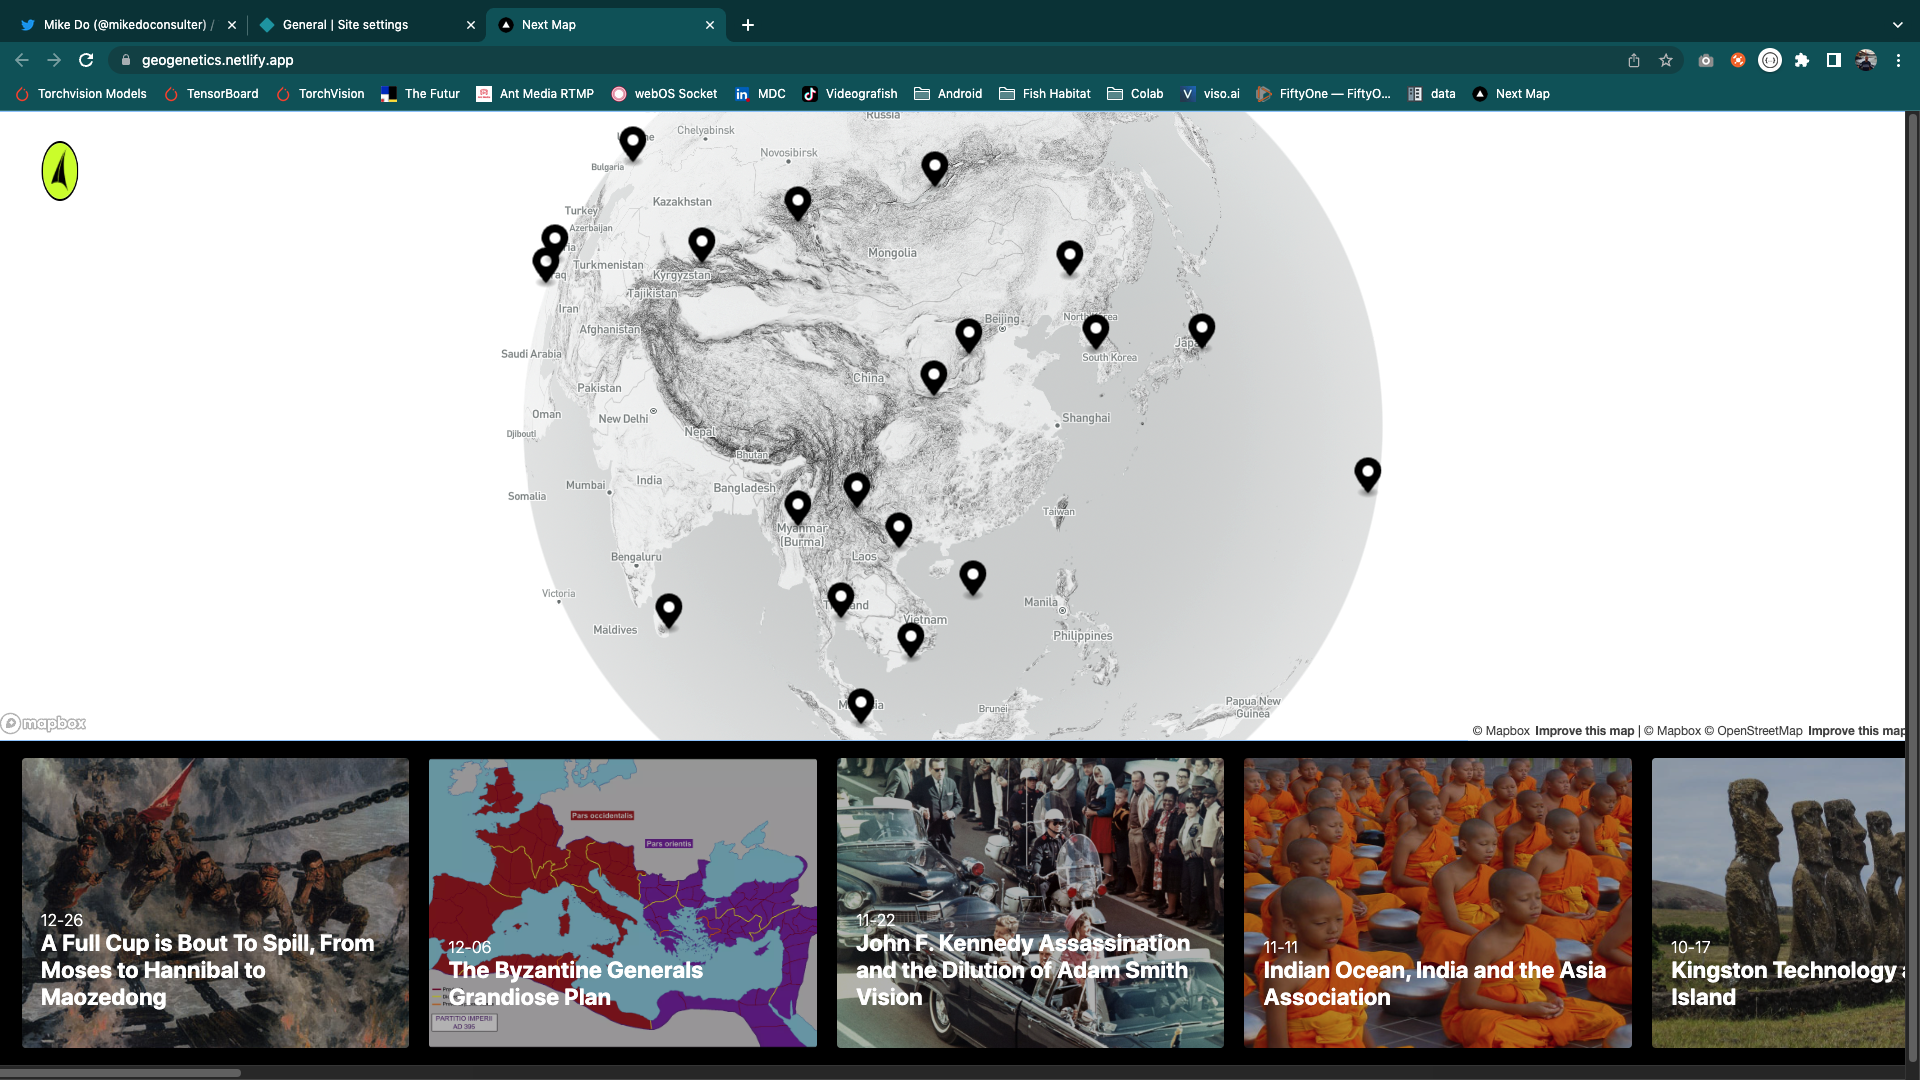 Mike Do (@mikedoconsulter) /
General | Site settings
Next Map
geogenetics.netlify.app
Torchvision Models
TensorBoard
TorchVision
The Futur
Ant Media RTMP
webOS Socket
MDC
Videografish
Android
Fish Habitat
Colab
viso.ai
FiftyOne — FiftyO...
data
Next Map
Russia
Chelyabinsk
Novosibirsk
Bulgaria
Kazakhstan
Turkey
Azerbaijan
Mongolia
Turkmenistan
Kyrgyzstan
Tajikistan
Iran
Beijing
Afghanistan
Saudi Arabia
South Korea
China
Pakistan
Oman
New Delhi
Shanghai
Djibouti
Nepal
Bhutan
India
Mumbai
Bangladesh
Somalia
Taiwan
Myanmar
(Burma)
Bengaluru
Laos
Victoria
Manila
Vietnam
Maldives
Philippines
Brunei
Papua New
Guinea
mapbox
© Mapbox Improve this map | © Mapbox © OpenStreetMap Improve this map
12-26
A Full Cup is Bout To Spill, From
Moses to Hannibal to
Maozedong
Pars occidentalis
Pars orientis
12-06
The Byzantine Generals
Grandiose Plan
PARTITIO IMPERII
AD 395
11-22
John F. Kennedy Assassination
and the Dilution of Adam Smith
Vision
11-11
Indian Ocean, India and the Asia
Association
10-17
Kingston Technology
Island